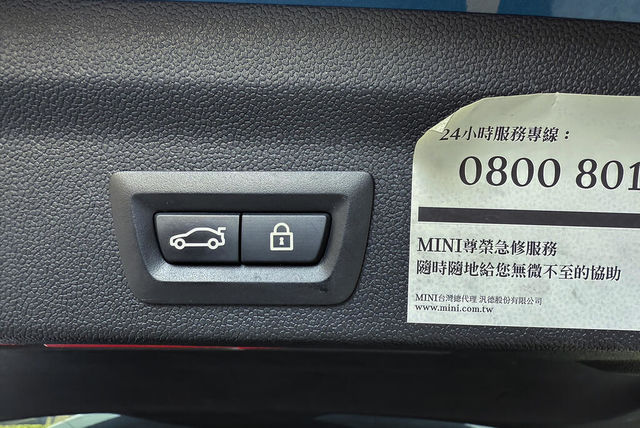 24小時服務專線：
0800 801
MINI尊榮急修服務
隨時隨地給您無微不至的協助
MINI台灣總代理 汎德股份有限公司
www.mini.com.tw